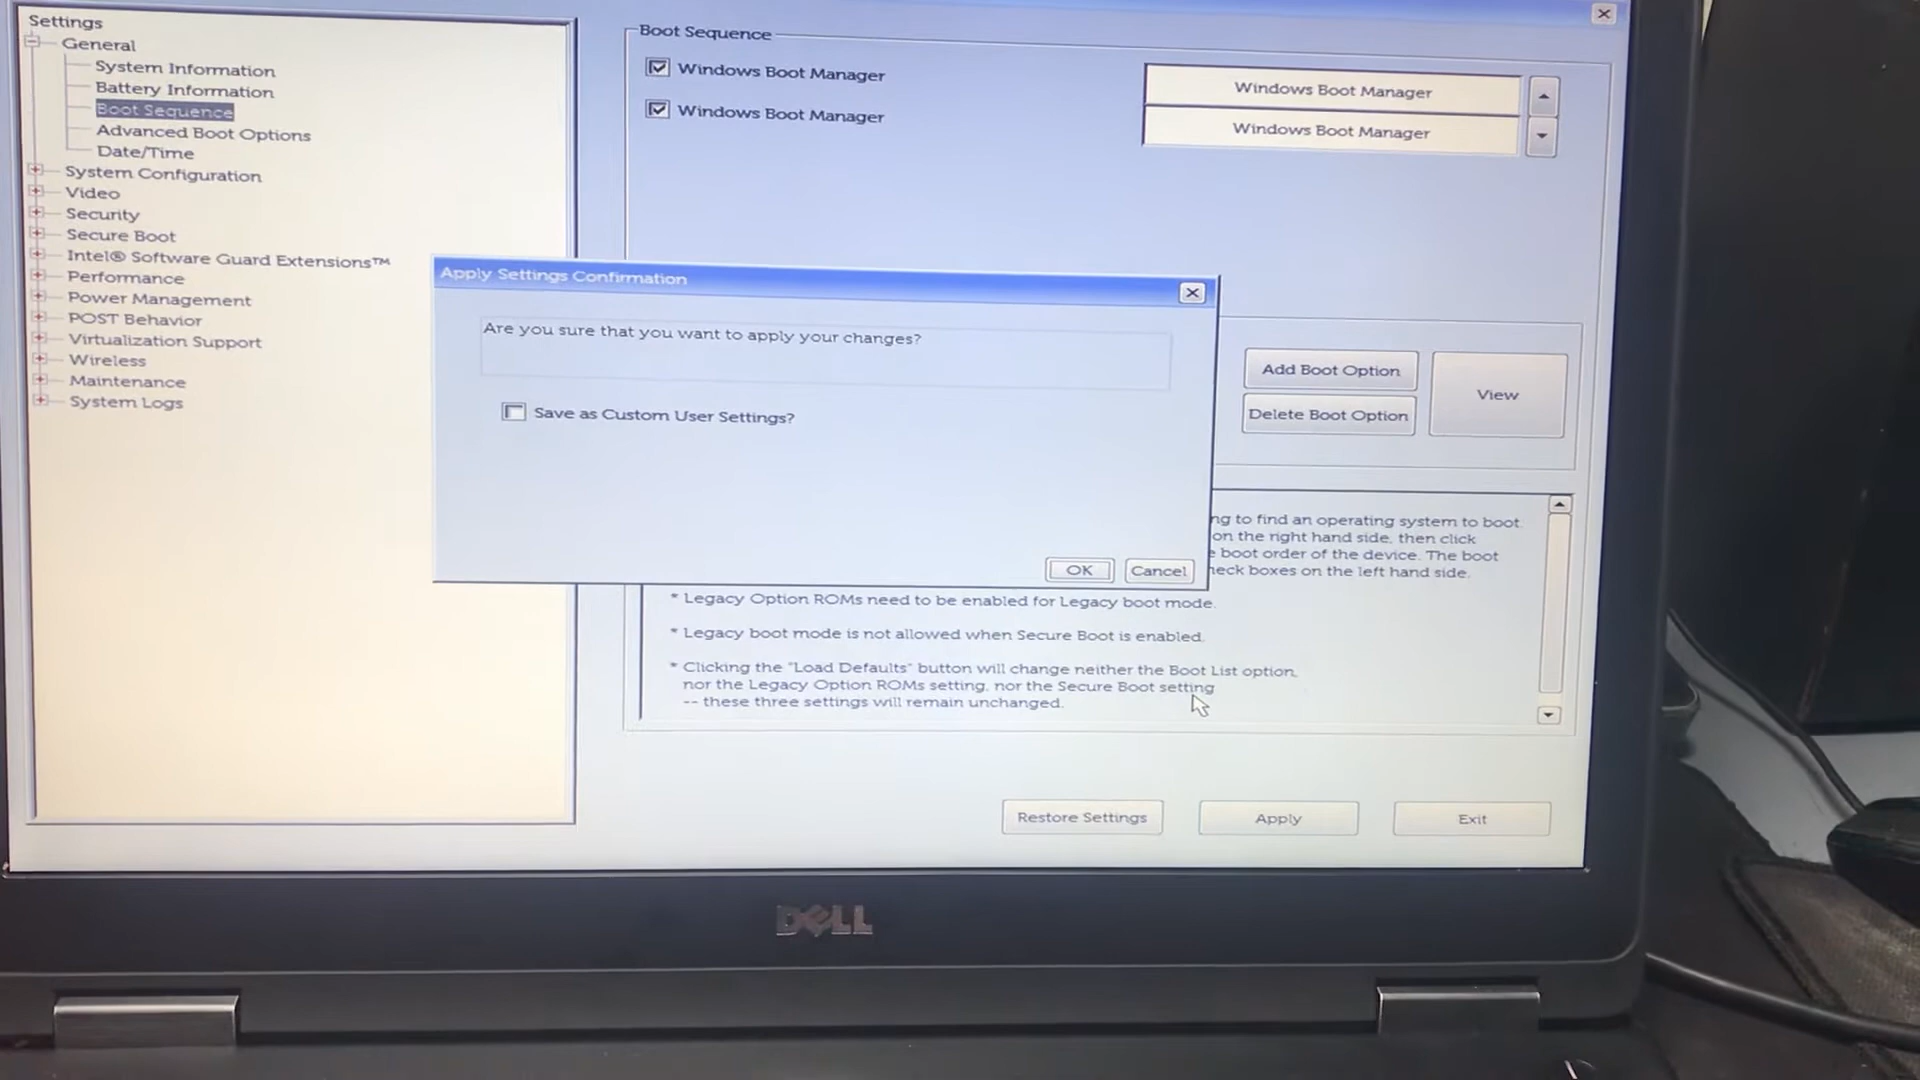 Settings
General
System Information
Battery Information
Boot Sequence
Advanced Boot Options
Date/Time
System Configuration
Video
Security
Secure Boot
Intel® Software Guard Extensions™
Performance
Power Management
POST Behavior
Virtualization Support
Wireless
Maintenance
System Logs
Boot Sequence
Windows Boot Manager
Windows Boot Manager
Windows Boot Manager
Windows Boot Manager
Apply Settings Confirmation
Are you sure that you want to apply your changes?
Save as Custom User Settings?
OK
Cancel
Add Boot Option
Delete Boot Option
View
to find an operating system to boot.
on the right hand side, then click
boot order of the device. The boot
boxes on the left hand side.
* Legacy Option ROMs need to be enabled for Legacy boot mode.
* Legacy boot mode is not allowed when Secure Boot is enabled.
* Clicking the "Load Defaults" button will change neither the Boot List option,
nor the Legacy Option ROMs setting, nor the Secure Boot setting
-- these three settings will remain unchanged.
Restore Settings
Apply
Exit
DELL